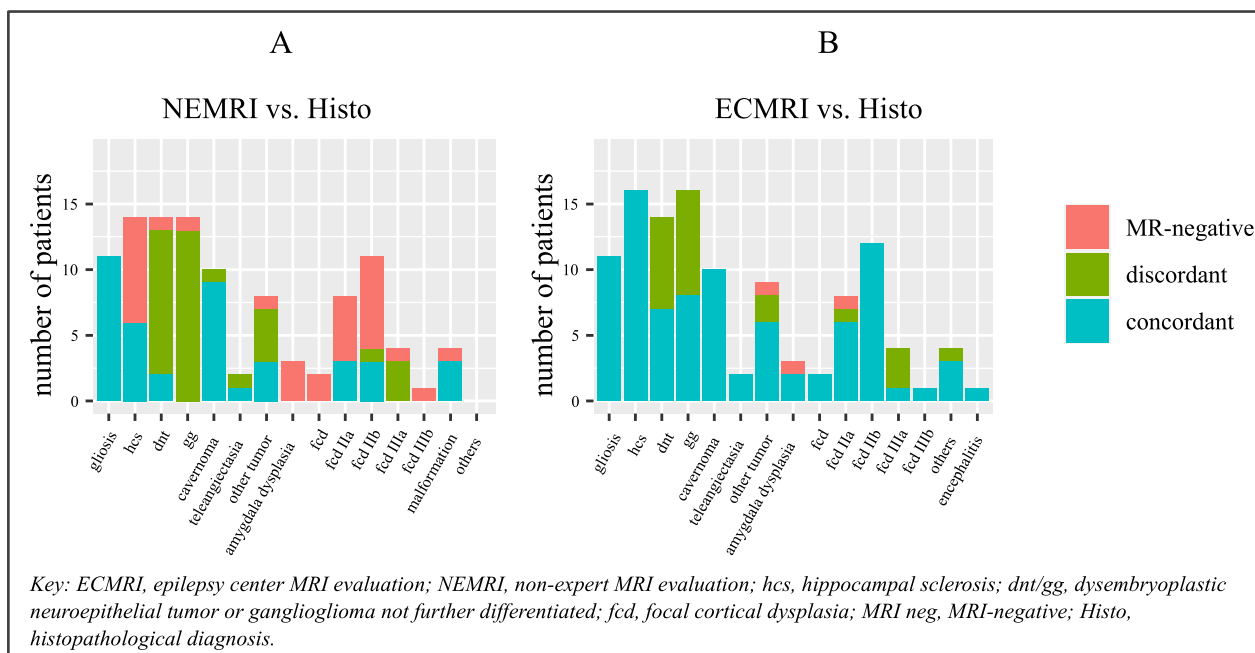 A
B
NEMRI vs. Histo
ECMRI vs. Histo
number of patients
15
10
5
0
gliosis
hcs
dnt
gg
cavernoma
teleangiectasia
other tumor
amygdala dysplasia
fcd
fcd IIa
fcd IIb
fcd IIIa
fcd IIIb
malformation
others
number of patients
15
10
5
0
gliosis
hcs
dnt
gg
cavernoma
teleangiectasia
other tumor
amygdala dysplasia
fcd
fcd IIa
fcd IIb
fcd IIIa
fcd IIIb
others
encephalitis
MR-negative
discordant
concordant
Key: ECMRI, epilepsy center MRI evaluation; NEMRI, non-expert MRI evaluation; hcs, hippocampal sclerosis; dnt/gg, dysembryoplastic
neuroepithelial tumor or ganglioglioma not further differentiated; fcd, focal cortical dysplasia; MRI neg, MRI-negative; Histo,
histopathological diagnosis.